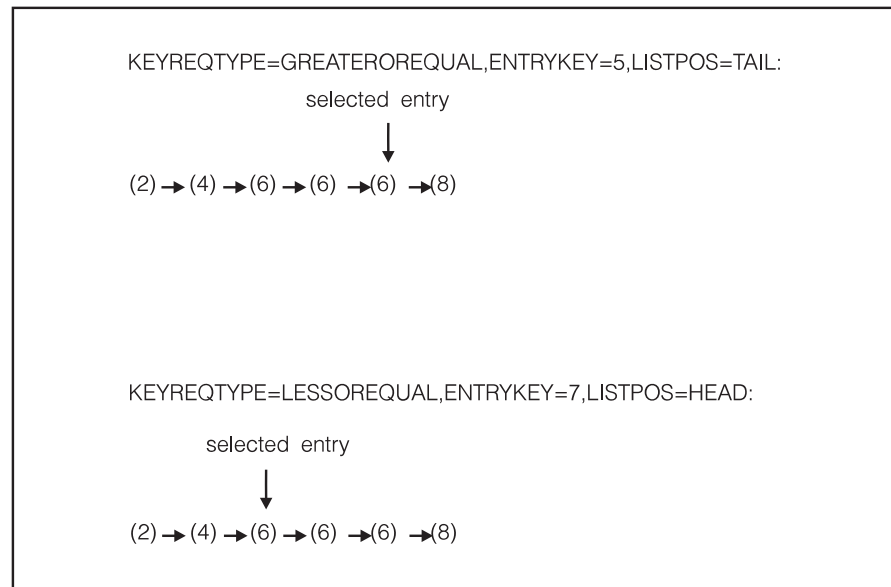 KEYREQTYPE=GREATEROREQUAL,ENTRYKEY=5,LISTPOS=TAIL:
selected entry
(2) → (4) → (6) → (6) → (6) → (8)
KEYREQTYPE=LESSOREQUAL,ENTRYKEY=7,LISTPOS=HEAD:
selected entry
(2) → (4) → (6) → (6) → (6) → (8)